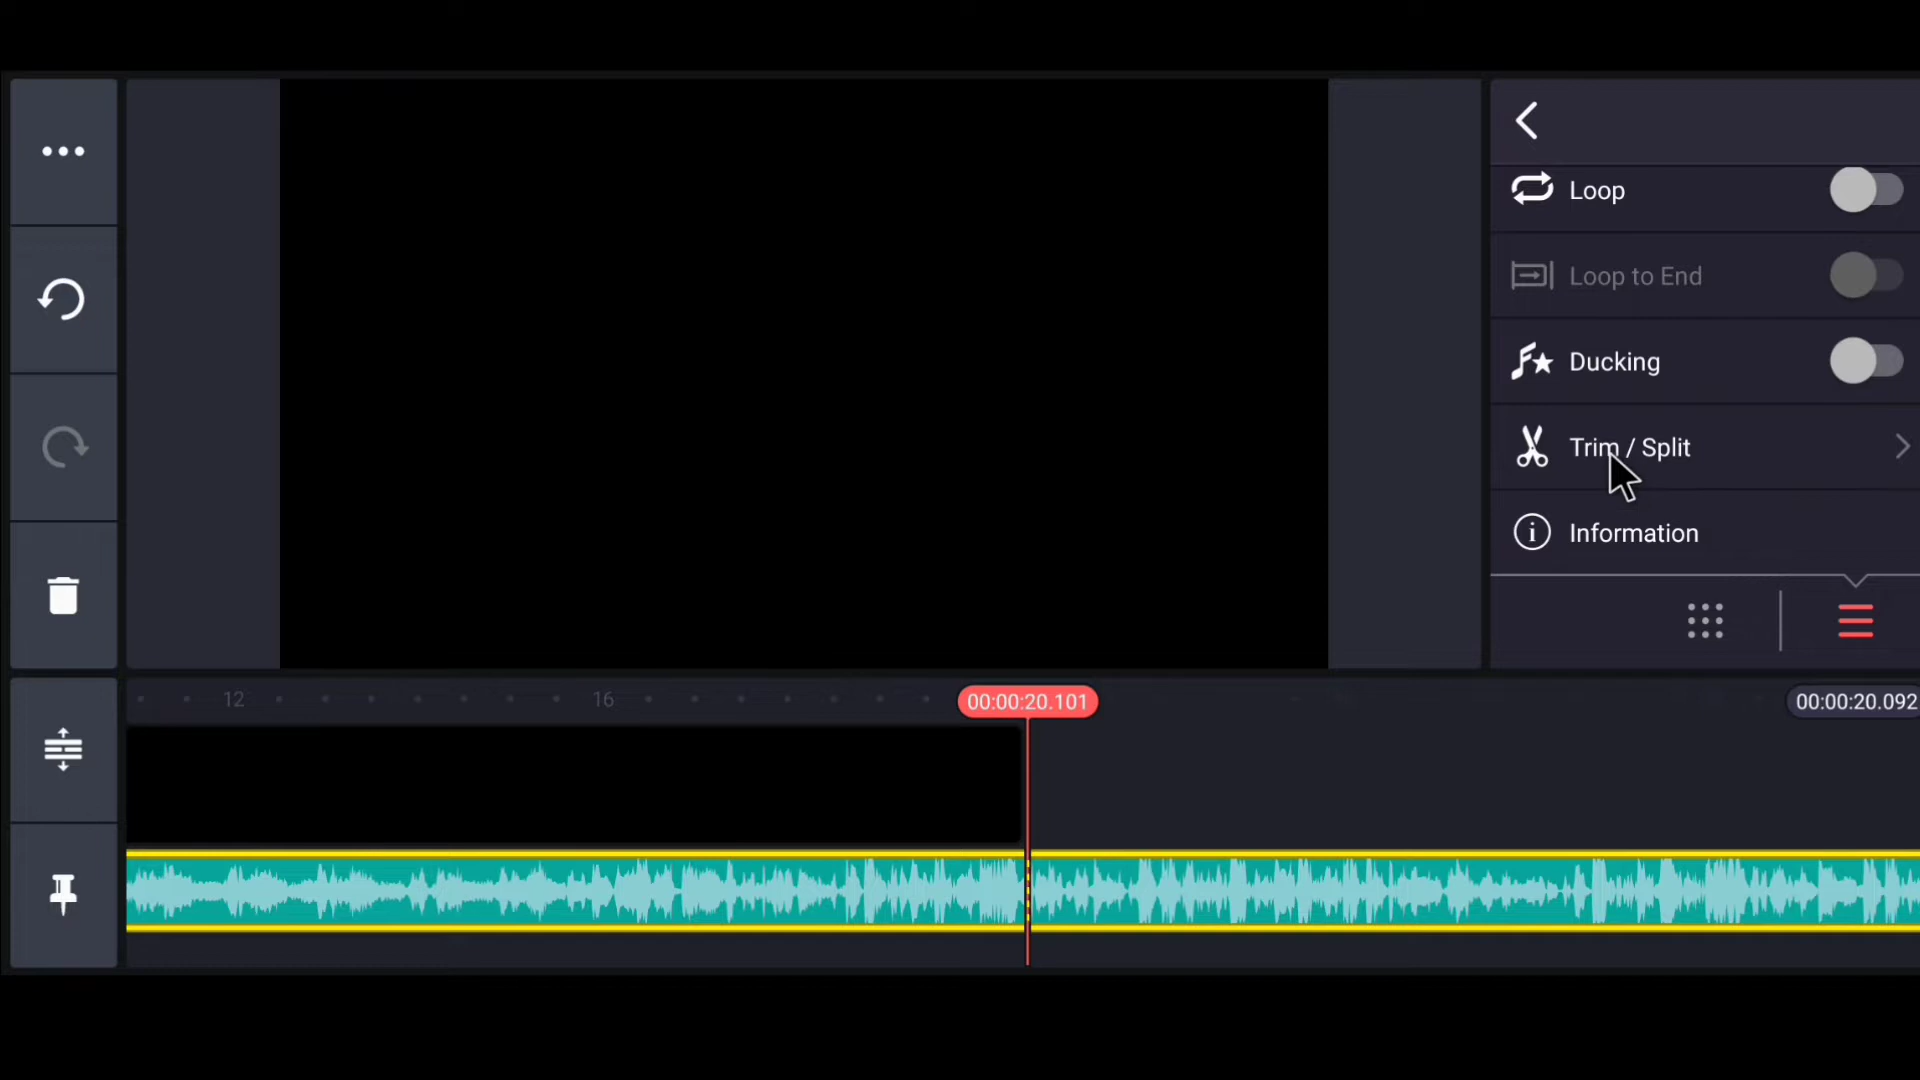 Loop
Loop to End
Ducking
Trim / Split
Information
12
16
00:00:20.101
00:00:20.092